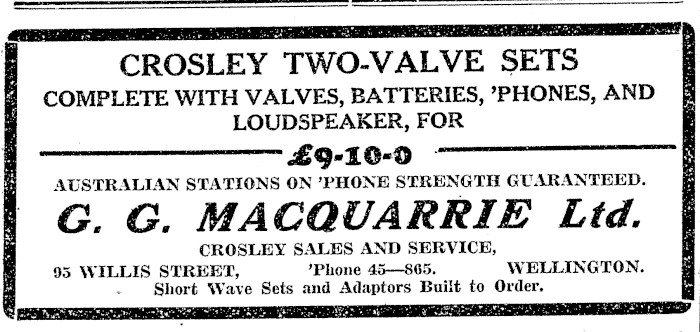 CROSLEY TWO-VALVE SETS
COMPLETE WITH VALVES, BATTERIES, 'PHONES, AND
LOUDSPEAKER, FOR
£9-10-0
AUSTRALIAN STATIONS ON 'PHONE STRENGTH GUARANTEED.
G. G. MACQUARRIE Ltd.
CROSLEY SALES AND SERVICE,
95 WILLIS STREET, 'Phone 45—865. WELLINGTON.
Short Wave Sets and Adaptors Built to Order.